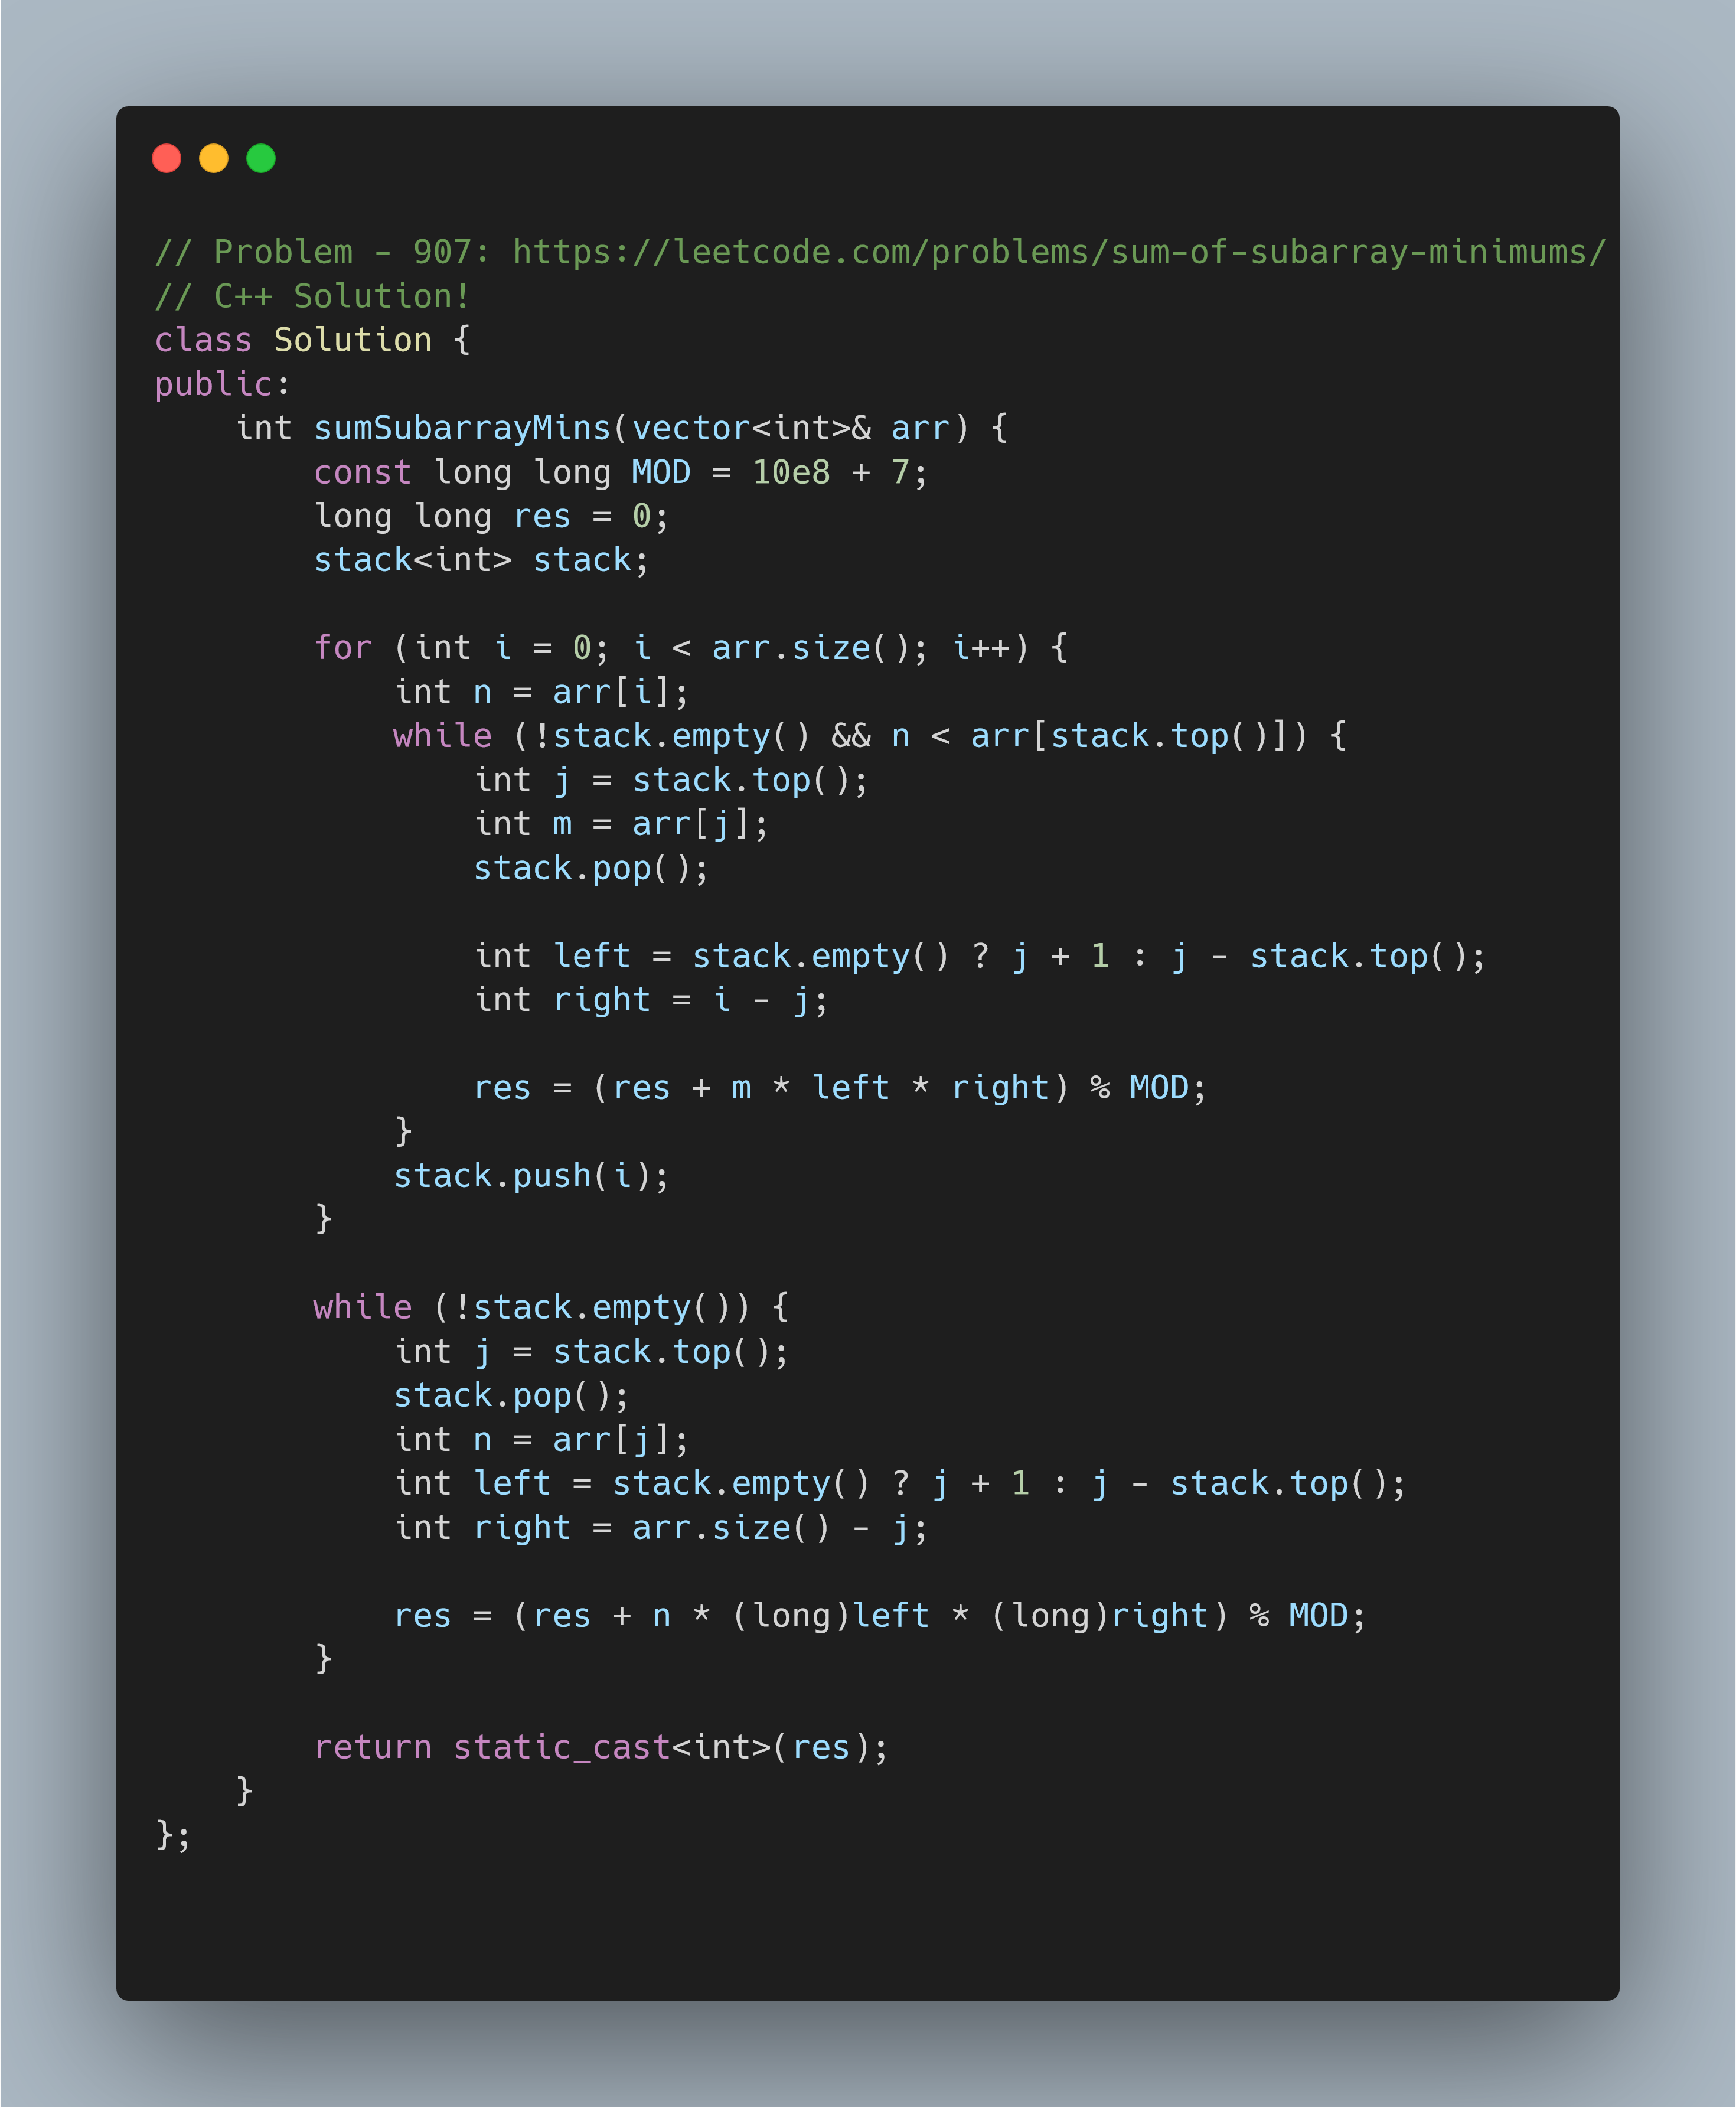 // Problem - 907: https://leetcode.com/problems/sum-of-subarray-minimums/
// C++ Solution!
class Solution {
public:
    int sumSubarrayMins(vector<int>& arr) {
        const long long MOD = 10e8 + 7;
        long long res = 0;
        stack<int> stack;

        for (int i = 0; i < arr.size(); i++) {
            int n = arr[i];
            while (!stack.empty() && n < arr[stack.top()]) {
                int j = stack.top();
                int m = arr[j];
                stack.pop();

                int left = stack.empty() ? j + 1 : j - stack.top();
                int right = i - j;

                res = (res + m * left * right) % MOD;
            }
            stack.push(i);
        }

        while (!stack.empty()) {
            int j = stack.top();
            stack.pop();
            int n = arr[j];
            int left = stack.empty() ? j + 1 : j - stack.top();
            int right = arr.size() - j;

            res = (res + n * (long)left * (long)right) % MOD;
        }

        return static_cast<int>(res);
    }
};